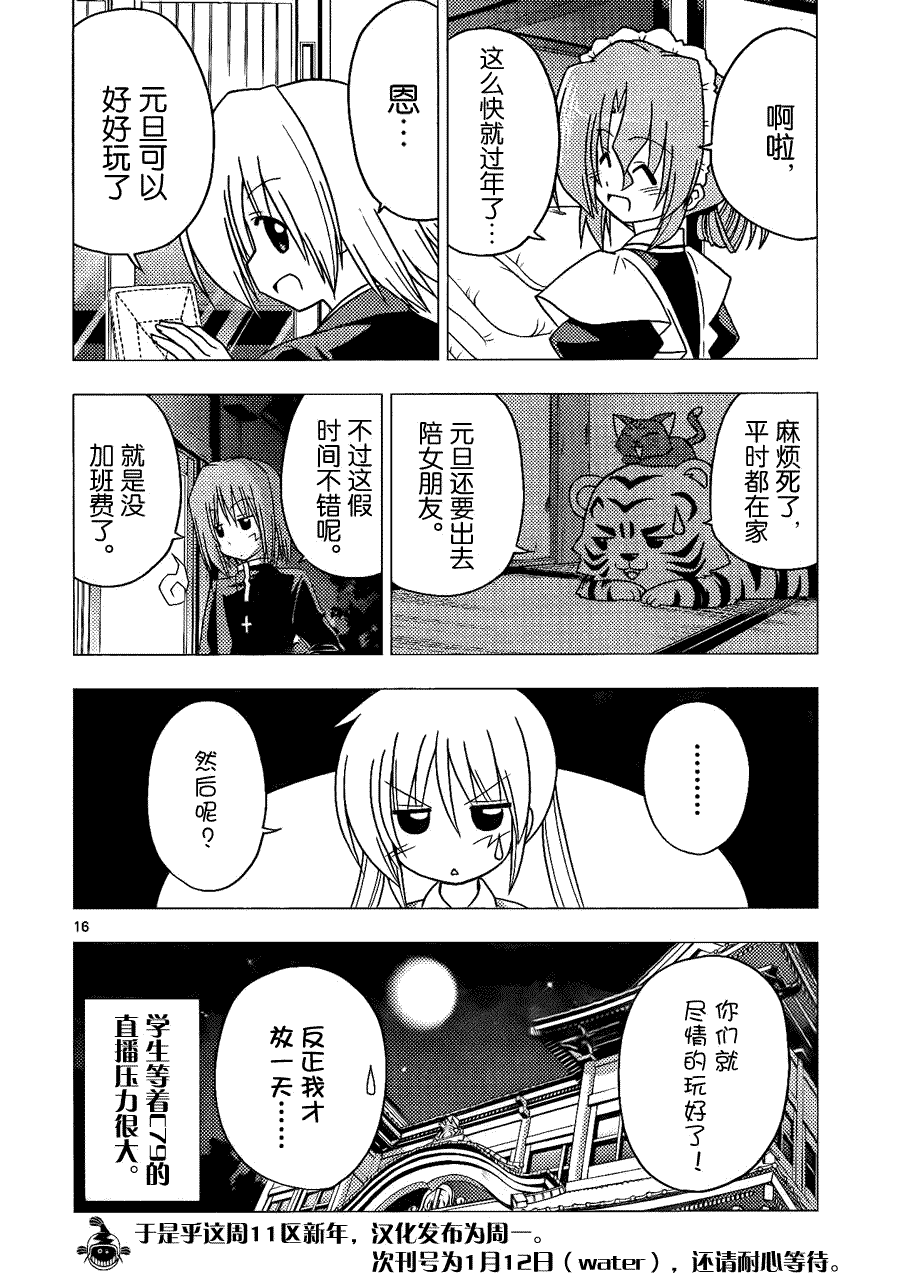 啊啦，
这么快就过年了…
恩…
元旦可以
好好玩了
麻烦死了，
平时都在家
元旦还要出去
陪女朋友。
不过这假
时间不错呢。
就是没
加班费了。
………
然后呢？
16
你们就
尽情的玩好了！
反正我才
放一天……
学生等着C79的
直播压力很大。
于是乎这周11区新年，汉化发布为周一。
次刊号为1月12日（water），还请耐心等待。